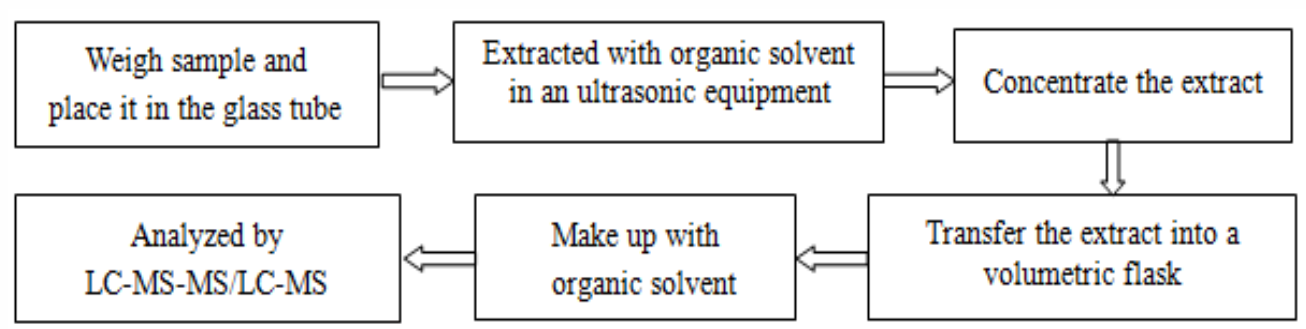 Weigh sample and
place it in the glass tube
Extracted with organic solvent
in an ultrasonic equipment
Concentrate the extract
Transfer the extract into a
volumetric flask
Make up with
organic solvent
Analyzed by
LC-MS-MS/LC-MS